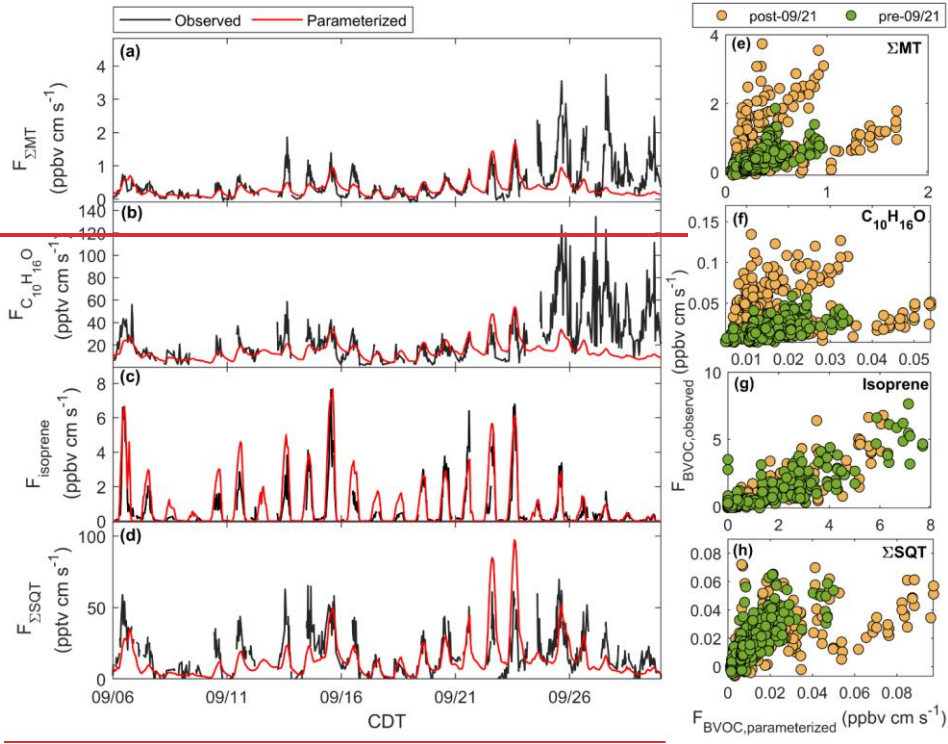 Observed Parameterized
post-09/21 pre-09/21
(a)
F_ΣMT
(ppbv cm s⁻¹)
4
3
2
1
0
(b)
F_C₁₀H₁₆O
(pptv cm s⁻¹)
140
120
100
80
60
40
20
(c)
F_isoprene
(ppbv cm s⁻¹)
8
6
4
2
0
(d)
F_ΣSQT
(pptv cm s⁻¹)
100
50
0
09/06 09/11 09/16 09/21 09/26
CDT
(e) ΣMT
4
2
0
0 1 2
(f) C₁₀H₁₆O
0.15
0.1
0.05
0.01 0.02 0.03 0.04 0.05
(g) Isoprene
10
5
0
0 2 4 6 8
(h) ΣSQT
0.08
0.06
0.04
0.02
0
0.02 0.04 0.06 0.08
F_BVOC,observed (ppbv cm s⁻¹)
F_BVOC,parameterized (ppbv cm s⁻¹)